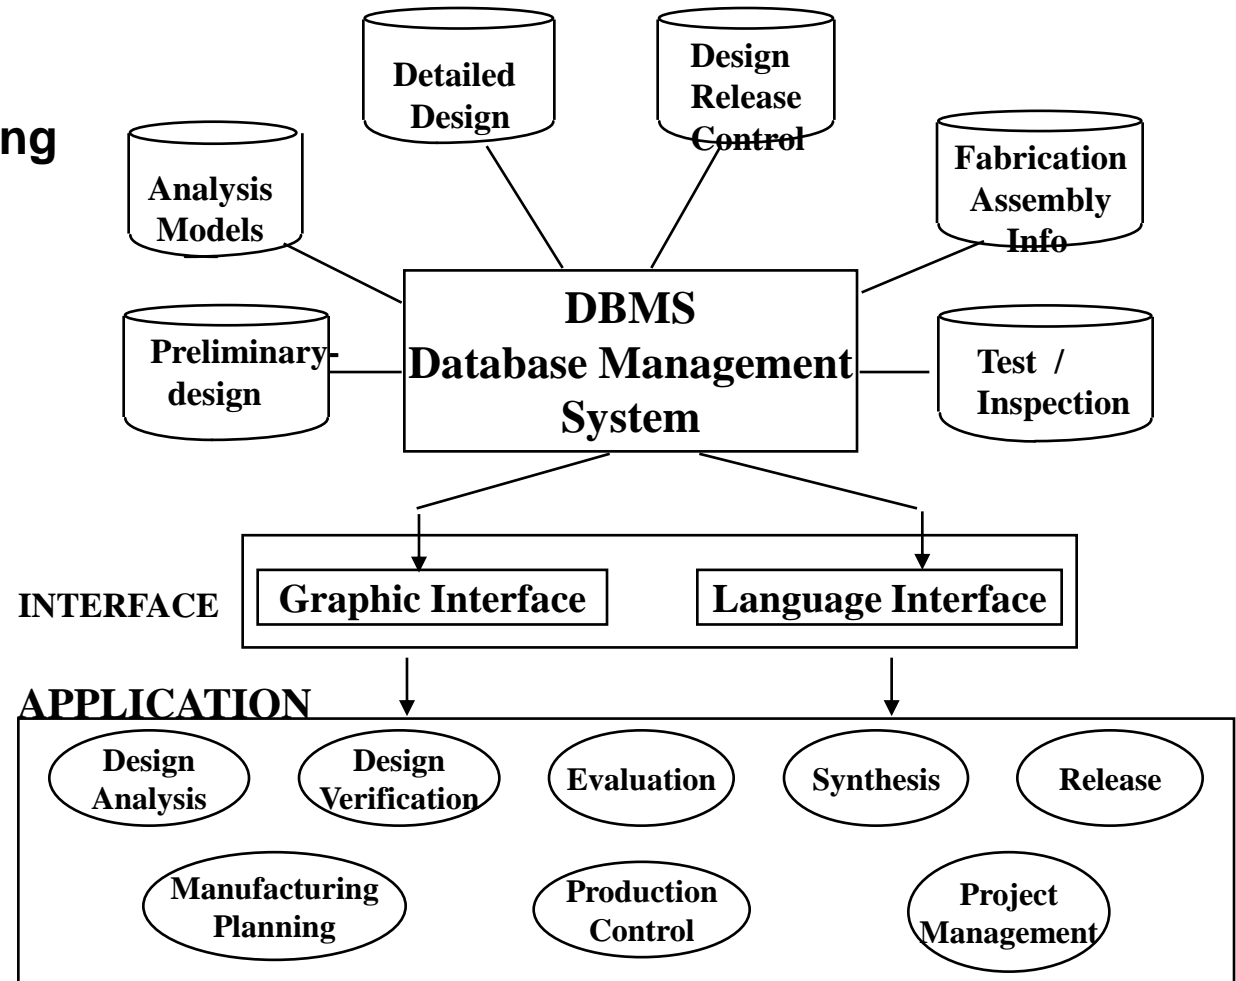 ng
Detailed
Design
Design
Release
Control
Analysis
Models
Fabrication
Assembly
Info
Preliminary-
design
DBMS
Database Management
System
Test /
Inspection
INTERFACE
Graphic Interface
Language Interface
APPLICATION
Design
Analysis
Design
Verification
Evaluation
Synthesis
Release
Manufacturing
Planning
Production
Control
Project
Management